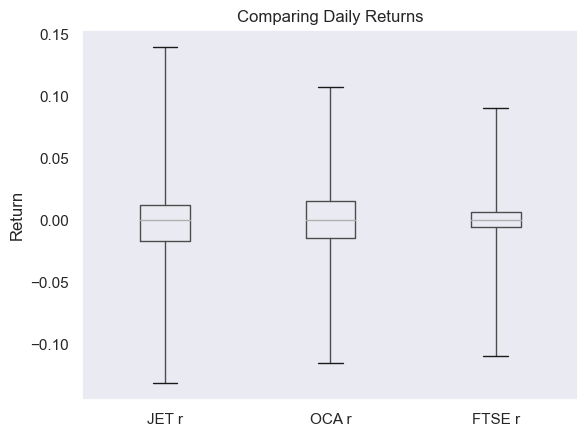 Comparing Daily Returns
0.15
0.10
0.05
0.00
−0.05
−0.10
Return
JET r
OCA r
FTSE r